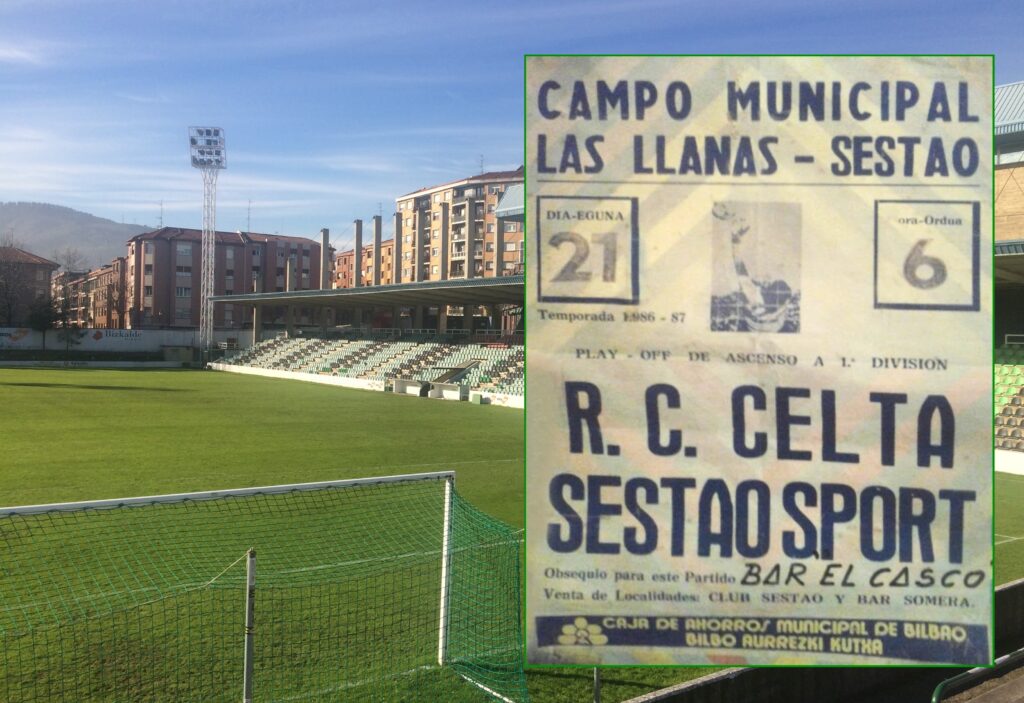 Bizkaide
CAMPO MUNICIPAL
LAS LLANAS - SESTAO
DIA-EGUNA
21
ora-Ordua
6
Temporada 1986 - 87
PLAY - OFF DE ASCENSO A 1.ª DIVISION
R. C. CELTA
SESTAO SPORT
Obsequio para este Partido BAR EL CASCO
Venta de Localidades: CLUB SESTAO Y BAR SOMERA.
CAJA DE AHORROS MUNICIPAL DE BILBAO
BILBO AURREZKI KUTXA